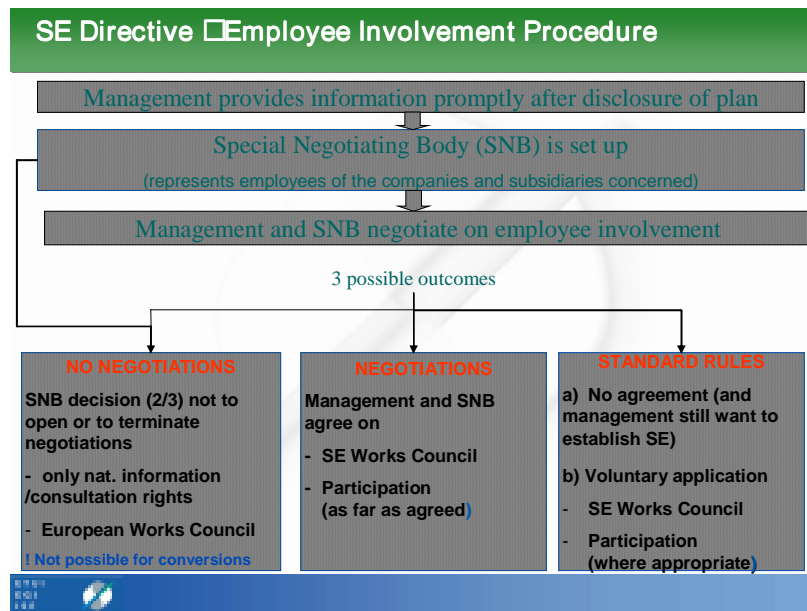 SE Directive □Employee Involvement Procedure
Management provides information promptly after disclosure of plan
Special Negotiating Body (SNB) is set up
(represents employees of the companies and subsidiaries concerned)
Management and SNB negotiate on employee involvement
3 possible outcomes
NO NEGOTIATIONS
SNB decision (2/3) not to
open or to terminate
negotiations
- only nat. information
/consultation rights
- European Works Council
! Not possible for conversions
NEGOTIATIONS
Management and SNB
agree on
- SE Works Council
- Participation
(as far as agreed)
STANDARD RULES
a) No agreement (and
management still want to
establish SE)
b) Voluntary application
- SE Works Council
- Participation
(where appropriate)